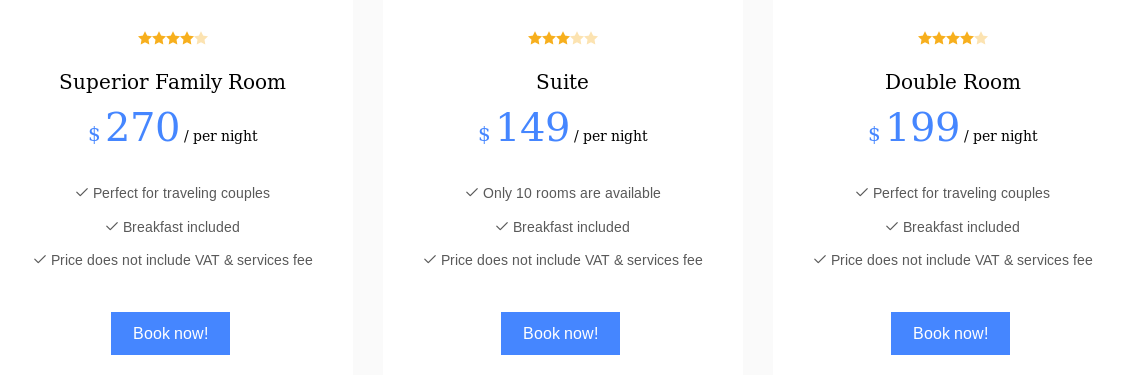 Superior Family Room
$ 270 / per night
Perfect for traveling couples
Breakfast included
Price does not include VAT & services fee
Book now!
Suite
$ 149 / per night
Only 10 rooms are available
Breakfast included
Price does not include VAT & services fee
Book now!
Double Room
$ 199 / per night
Perfect for traveling couples
Breakfast included
Price does not include VAT & services fee
Book now!